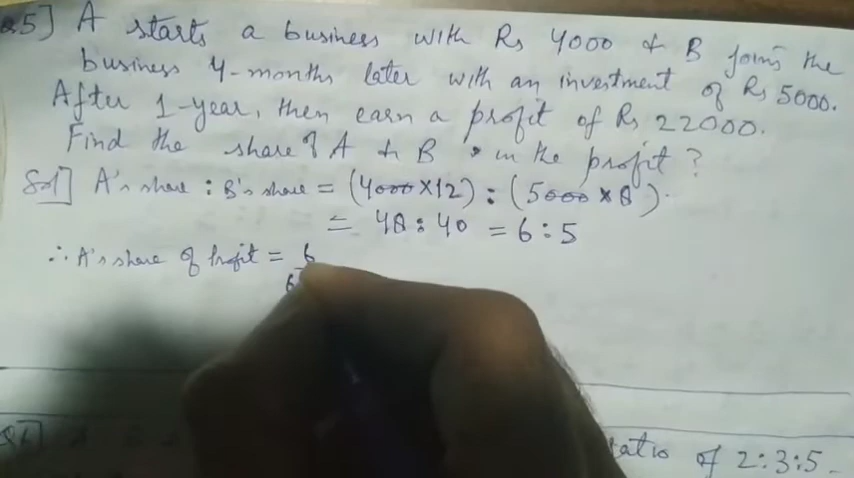 Q5] A starts a business with Rs 4000 & B joins the
business 4-months later with an investment of Rs 5000.
After 1-year, then earn a profit of Rs 22000.
Find the share of A & B in the profit?
Sol] A's share : B's share = (4000×12) : (5000×8).
= 48 : 40 = 6 : 5
∴ A's share of Profit = 6
6
ratio of 2:3:5.